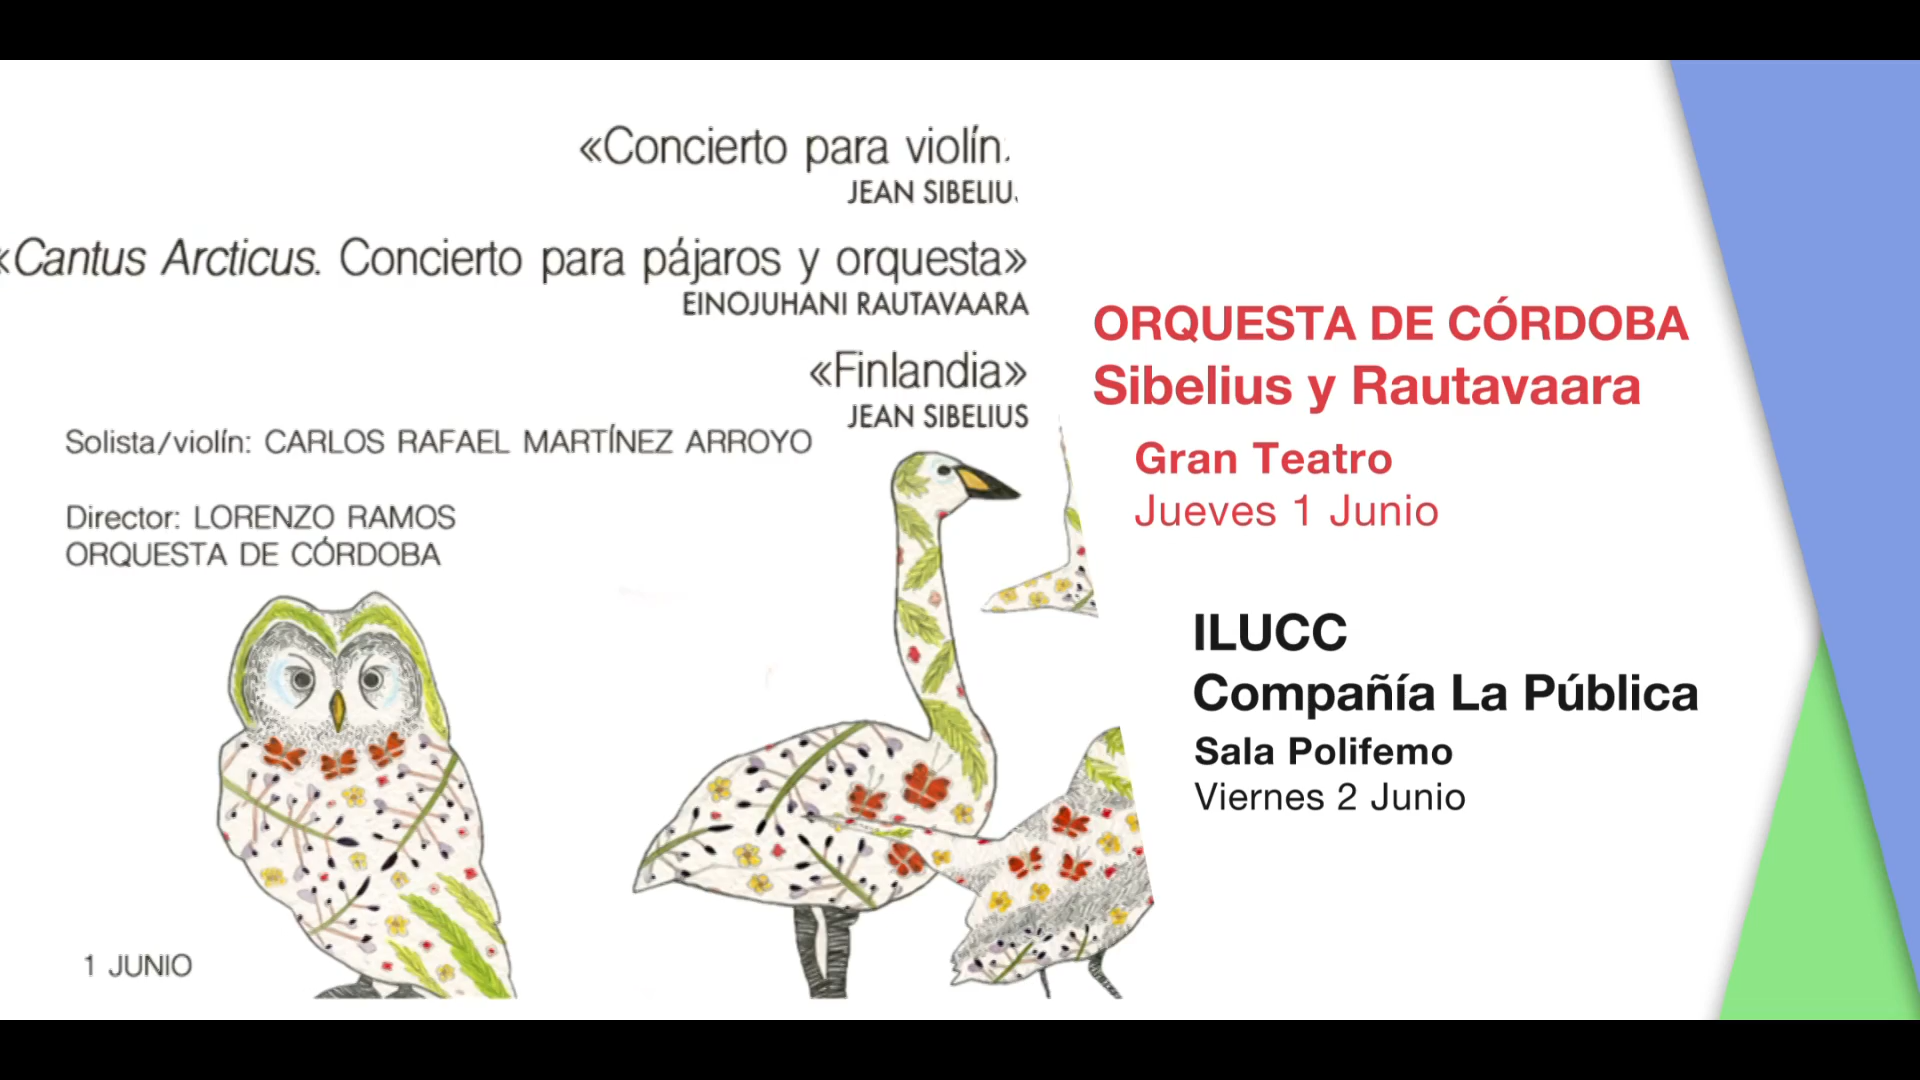 «Concierto para violín
JEAN SIBELIU
«Cantus Arcticus. Concierto para pájaros y orquesta»
EINOJUHANI RAUTAVAARA
«Finlandia»
JEAN SIBELIUS
Solista/violín: CARLOS RAFAEL MARTÍNEZ ARROYO
Director: LORENZO RAMOS
ORQUESTA DE CÓRDOBA
1 JUNIO
ORQUESTA DE CÓRDOBA
Sibelius y Rautavaara
Gran Teatro
Jueves 1 Junio
ILUCC
Compañía La Pública
Sala Polifemo
Viernes 2 Junio